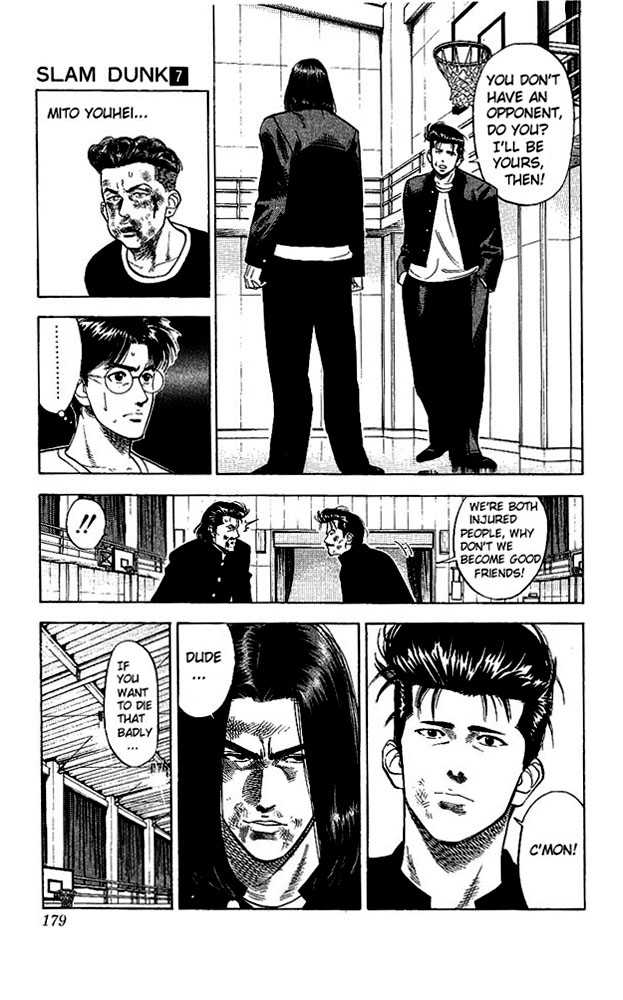 SLAM DUNK 7
YOU DON'T
HAVE AN
OPPONENT,
DO YOU?
I'LL BE
YOURS,
THEN!
MITO YOUHEI...
.........
!!
WE'RE BOTH
INJURED
PEOPLE, WHY
DON'T WE
BECOME GOOD
FRIENDS!
IF
YOU
WANT
TO DIE
THAT
BADLY
...
DUDE
...
C'MON!
179